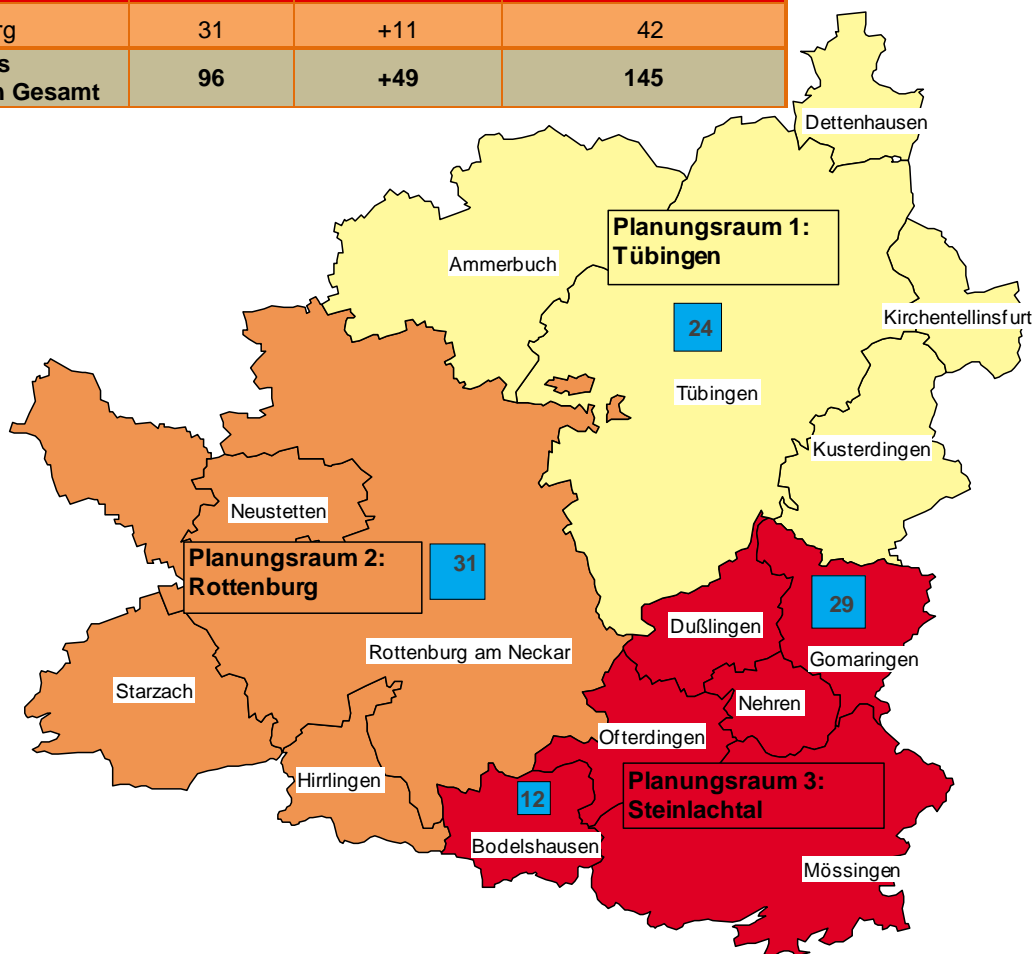 rg 31 +11 42
s
n Gesamt 96 +49 145
Dettenhausen
Planungsraum 1:
Tübingen
Ammerbuch
Kirchentellinsfurt
24
Tübingen
Kusterdingen
Neustetten
Planungsraum 2:
Rottenburg
31
29
Dußlingen
Rottenburg am Neckar
Gomaringen
Starzach
Nehren
Ofterdingen
Hirrlingen
Planungsraum 3:
Steinlachtal
12
Bodelshausen
Mössingen